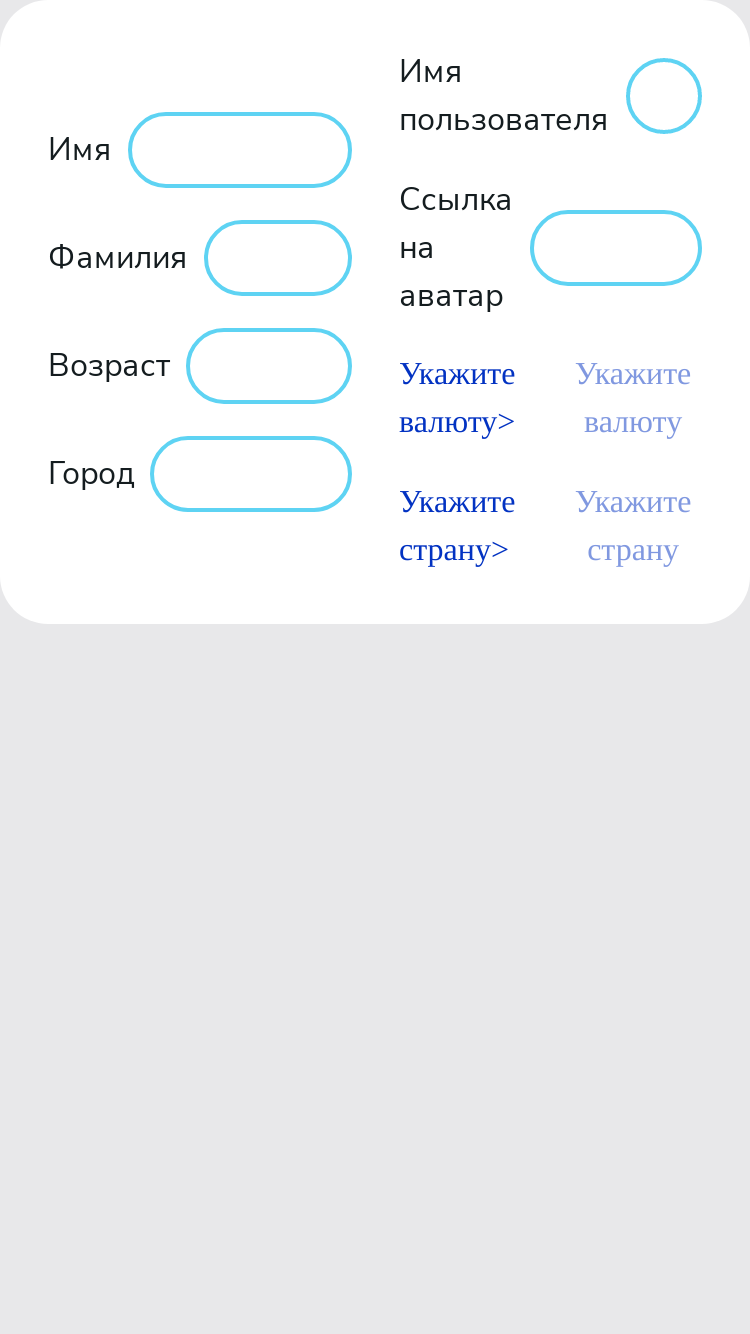 Имя
Фамилия
Возраст
Город
Имя
пользователя
Ссылка
на
аватар
Укажите
валюту>
Укажите
валюту
Укажите
страну>
Укажите
страну